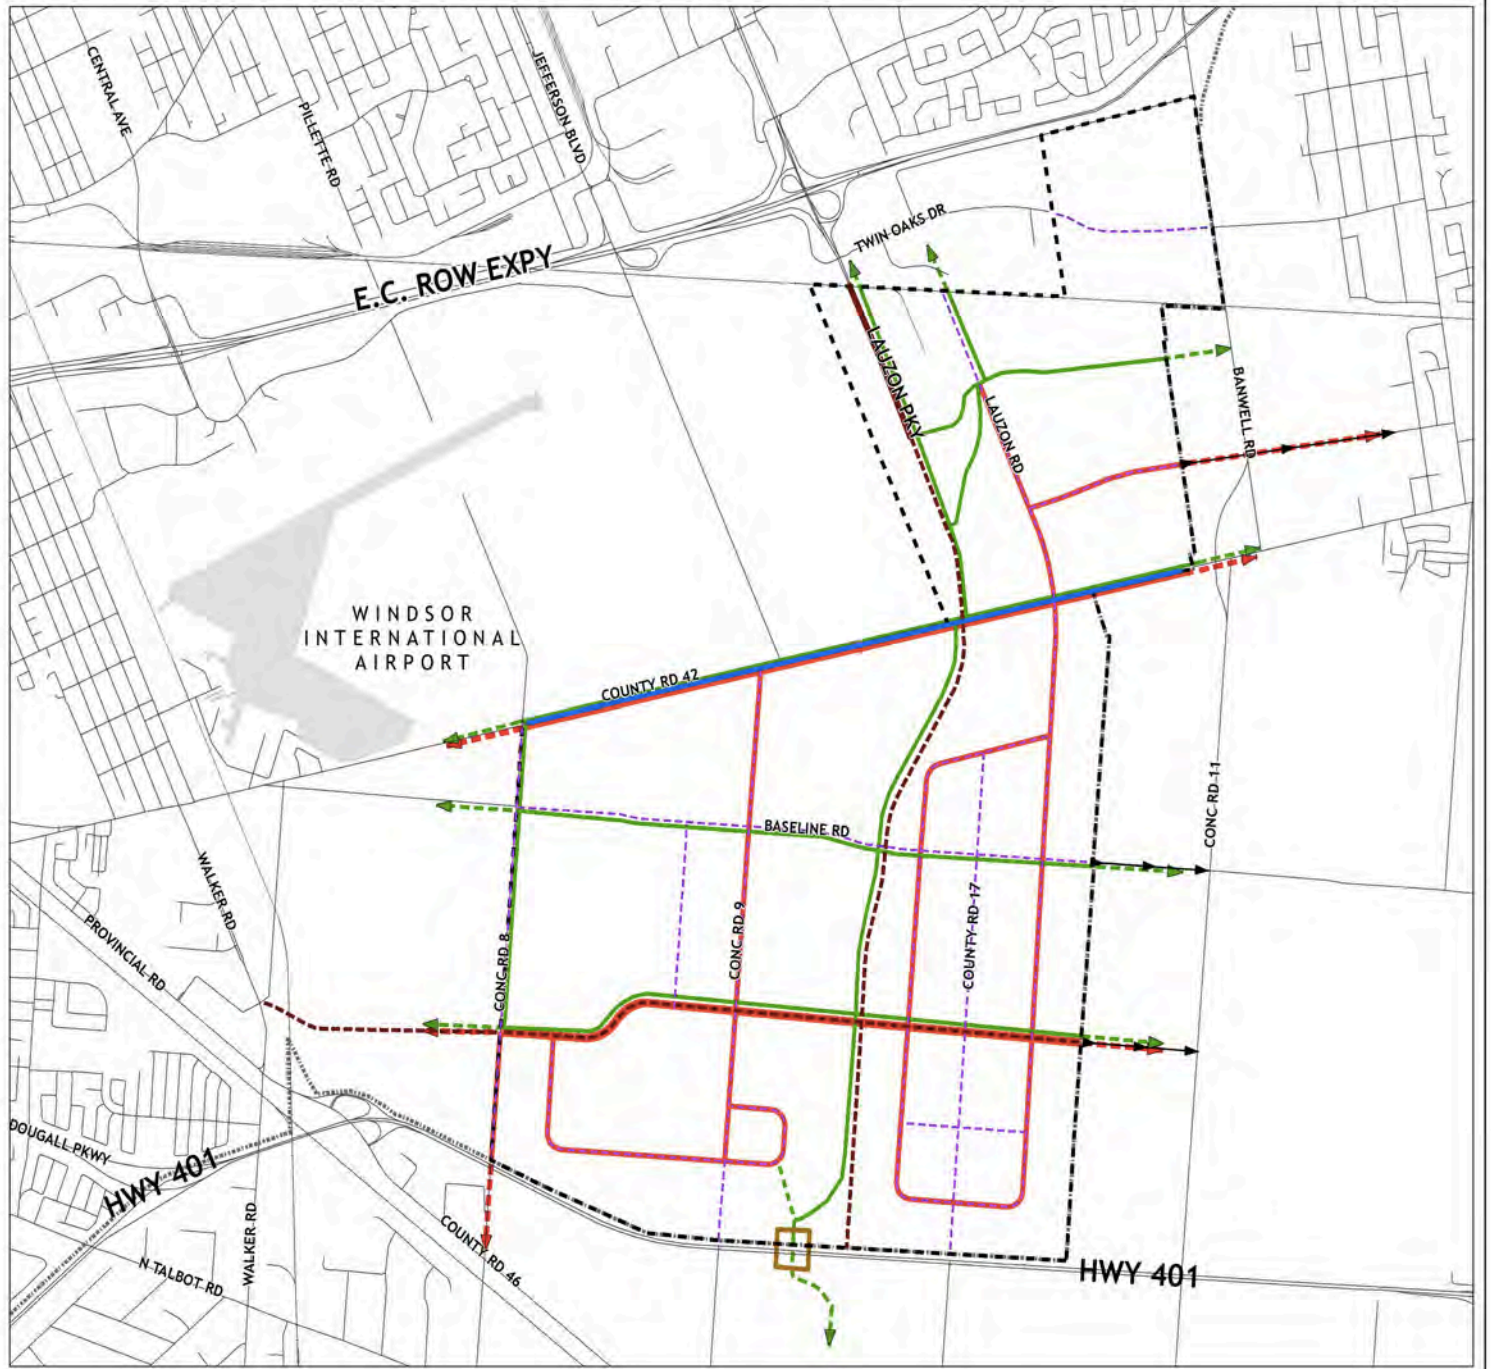 CENTRAL AVE
PILLETTE RD
JEFFERSON BLVD
TWIN OAKS DR
E.C. ROW EXPY
LAUZON PKY
LAUZON RD
BANWELL RD
WINDSOR
INTERNATIONAL
AIRPORT
COUNTY RD 42
CONC RD 11
BASELINE RD
WALKER RD
PROVINCIAL RD
CONC RD 8
CONC RD 9
COUNTY RD 17
DOUGALL PKWY
HWY 401
WALKER RD
N TALBOT RD
COUNTY RD 46
HWY 401